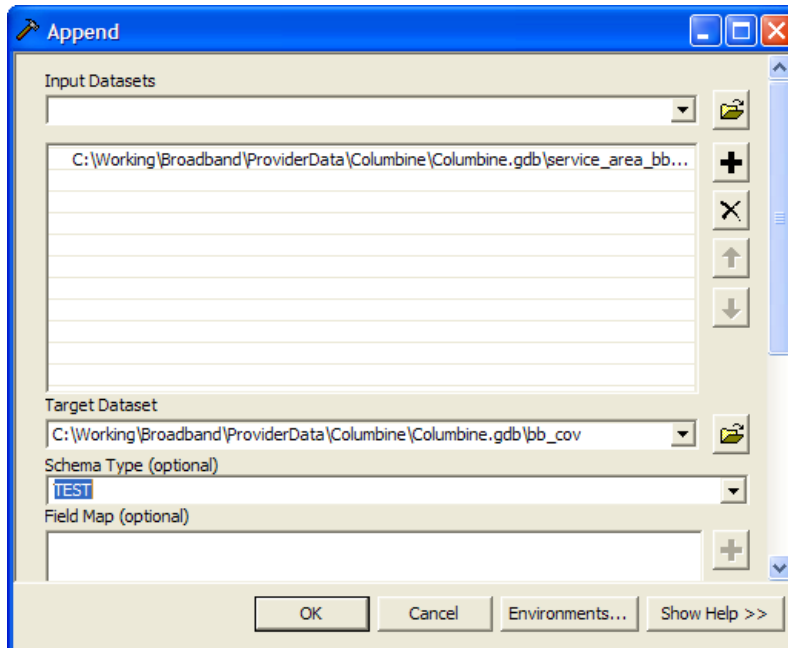 Append
Input Datasets
C:\Working\Broadband\ProviderData\Columbine\Columbine.gdb\service_area_bb...
Target Dataset
C:\Working\Broadband\ProviderData\Columbine\Columbine.gdb\bb_cov
Schema Type (optional)
TEST
Field Map (optional)
OK Cancel Environments... Show Help >>